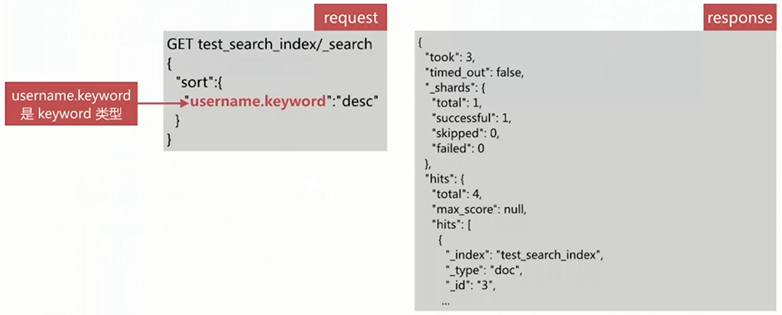 request
GET test_search_index/_search
{
"sort":{
"username.keyword":"desc"
}
}
username.keyword
是 keyword 类型
response
{
"took": 3,
"timed_out": false,
"_shards": {
"total": 1,
"successful": 1,
"skipped": 0,
"failed": 0
},
"hits": {
"total": 4,
"max_score": null,
"hits": [
{
"_index": "test_search_index",
"_type": "doc",
"_id": "3",
...